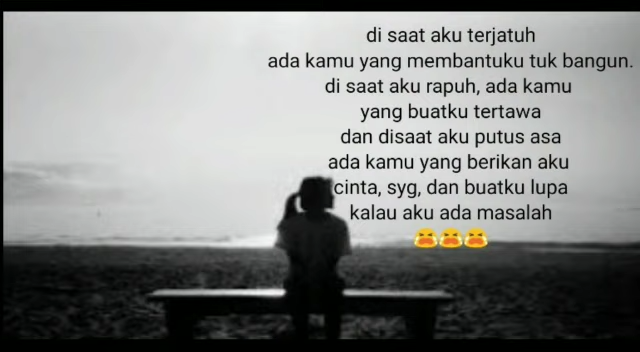 di saat aku terjatuh
ada kamu yang membantuku tuk bangun.
di saat aku rapuh, ada kamu
yang buatku tertawa
dan disaat aku putus asa
ada kamu yang berikan aku
cinta, syg, dan buatku lupa
kalau aku ada masalah
😭😭😭